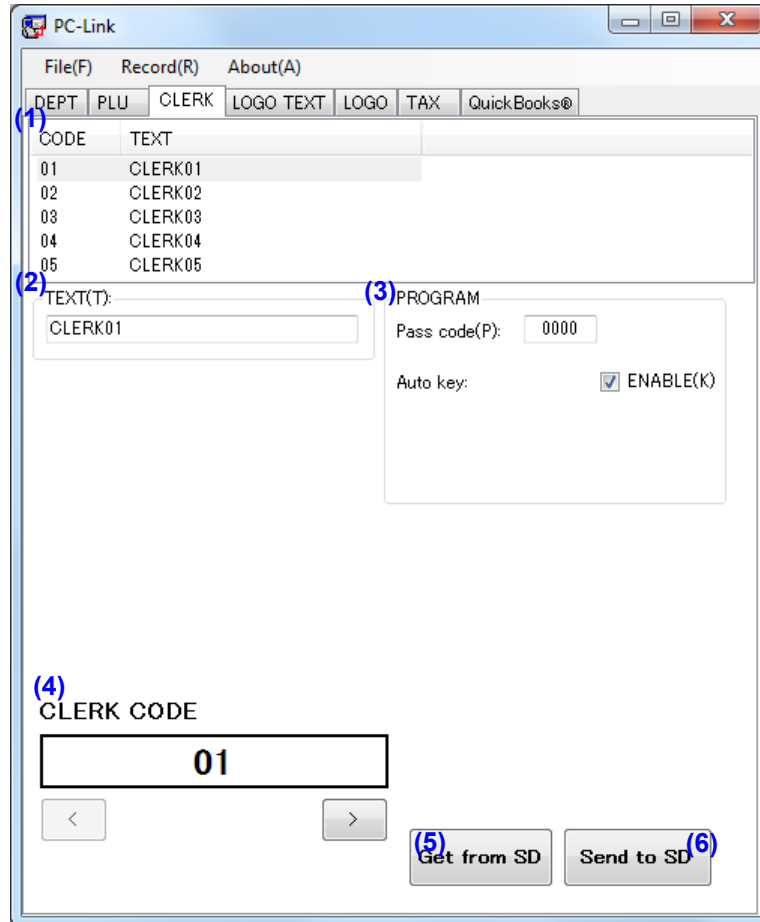 PC-Link
File(F) Record(R) About(A)
DEPT PLU CLERK LOGO TEXT LOGO TAX QuickBooks®
(1)
CODE TEXT
01 CLERK01
02 CLERK02
03 CLERK03
04 CLERK04
05 CLERK05
(2) (3)
TEXT(T): PROGRAM
CLERK01 Pass code(P): 0000
Auto key: ENABLE(K)
(4)
CLERK CODE
01
< >
(5) (6)
Get from SD Send to SD